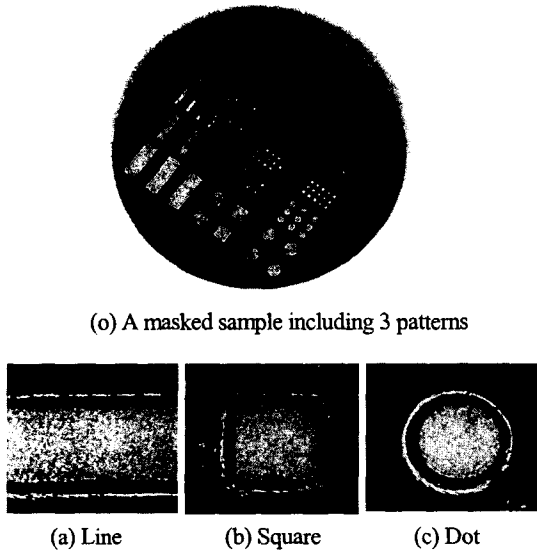 (o) A masked sample including 3 patterns
(a) Line
(b) Square
(c) Dot